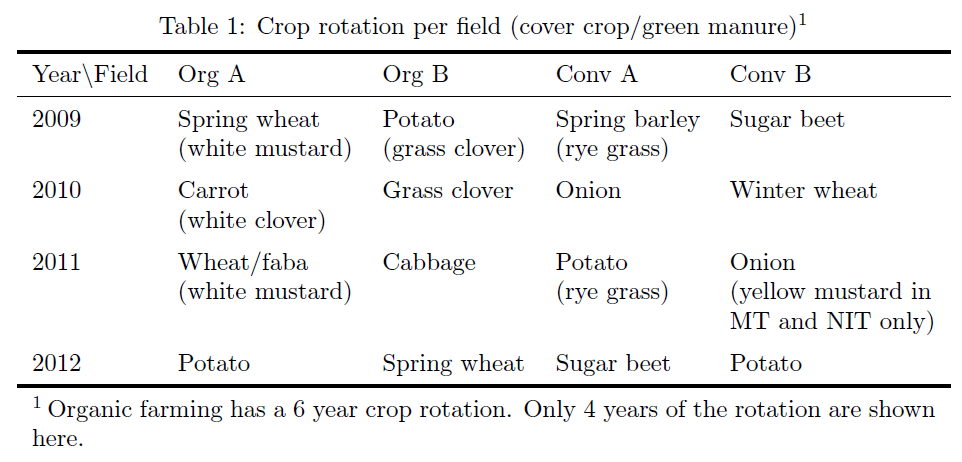 Table 1: Crop rotation per field (cover crop/green manure)¹
Year\Field Org A Org B Conv A Conv B
2009 Spring wheat Potato Spring barley Sugar beet
(white mustard) (grass clover) (rye grass)
2010 Carrot Grass clover Onion Winter wheat
(white clover)
2011 Wheat/faba Cabbage Potato Onion
(white mustard) (rye grass) (yellow mustard in
MT and NIT only)
2012 Potato Spring wheat Sugar beet Potato
¹ Organic farming has a 6 year crop rotation. Only 4 years of the rotation are shown
here.